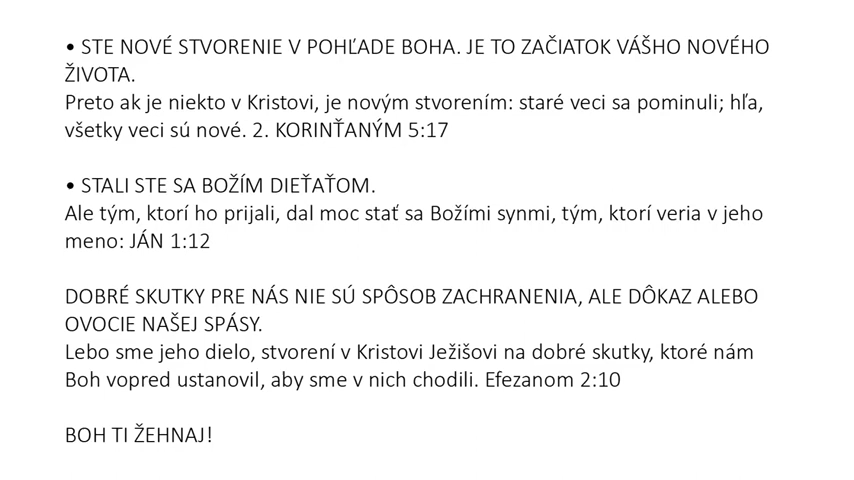 • STE NOVÉ STVORENIE V POHĽADE BOHA. JE TO ZAČIATOK VÁŠHO NOVÉHO
ŽIVOTA.
Preto ak je niekto v Kristovi, je novým stvorením: staré veci sa pominuli; hľa,
všetky veci sú nové. 2. KORINŤANÝM 5:17
• STALI STE SA BOŽÍM DIEŤAŤOM.
Ale tým, ktorí ho prijali, dal moc stať sa Božími synmi, tým, ktorí veria v jeho
meno: JÁN 1:12
DOBRÉ SKUTKY PRE NÁS NIE SÚ SPÔSOB ZACHRANENIA, ALE DÔKAZ ALEBO
OVOCIE NAŠEJ SPÁSY.
Lebo sme jeho dielo, stvorení v Kristovi Ježišovi na dobré skutky, ktoré nám
Boh vopred ustanovil, aby sme v nich chodili. Efezanom 2:10
BOH TI ŽEHNAJ!